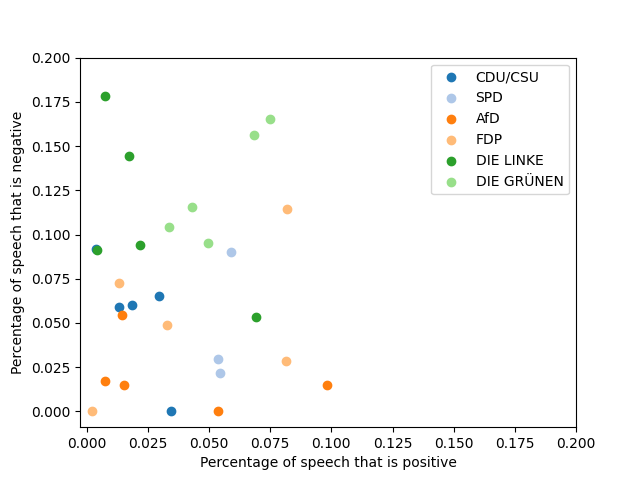 0.200
0.175
0.150
0.125
0.100
0.075
0.050
0.025
0.000
Percentage of speech that is negative
CDU/CSU
SPD
AfD
FDP
DIE LINKE
DIE GRÜNEN
0.000 0.025 0.050 0.075 0.100 0.125 0.150 0.175 0.200
Percentage of speech that is positive